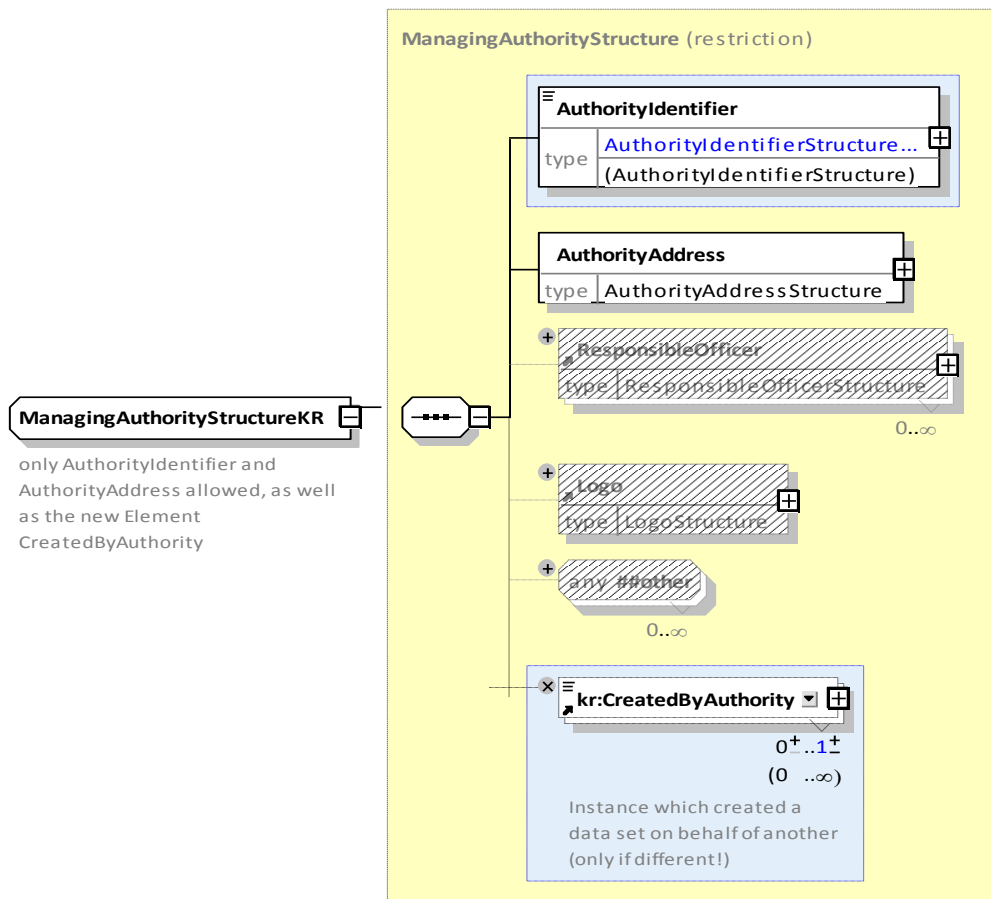 ManagingAuthorityStructure (restriction)
AuthorityIdentifier
type
AuthorityIdentifierStructure...
(AuthorityIdentifierStructure)
AuthorityAddress
type AuthorityAddressStructure
ResponsibleOfficer
type ResponsibleOfficerStructure
0..∞
ManagingAuthorityStructureKR
only AuthorityIdentifier and
AuthorityAddress allowed, as well
as the new Element
CreatedByAuthority
Logo
type LogoStructure
any ##other
0..∞
kr:CreatedByAuthority
0±..1±
(0 ..∞)
Instance which created a
data set on behalf of another
(only if different!)